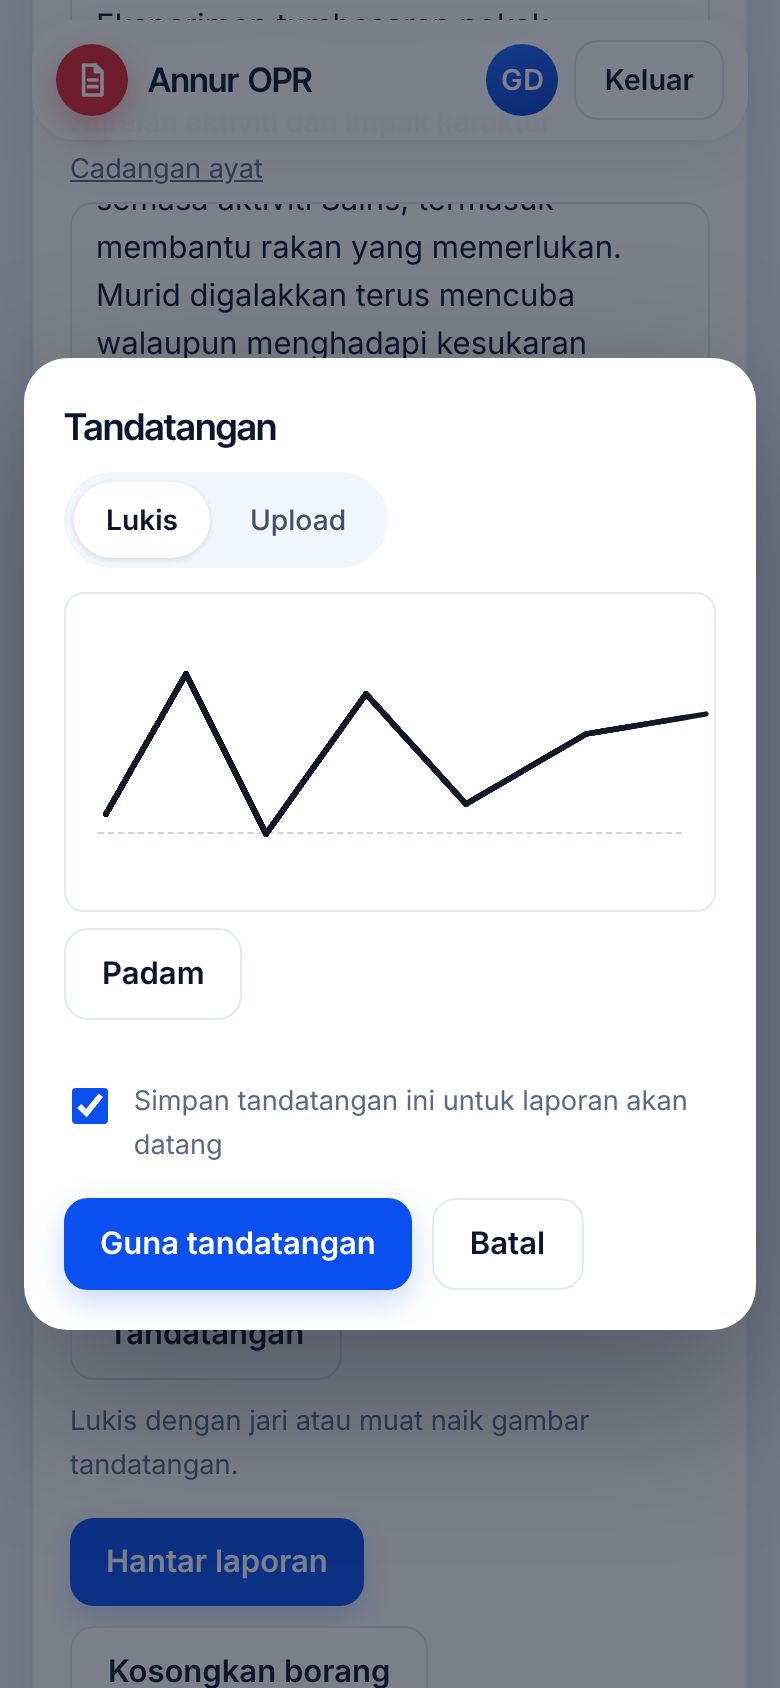 Annur OPR
GD
Keluar
Cadangan ayat
membantu rakan yang memerlukan.
Murid digalakkan terus mencuba
walaupun menghadapi kesukaran
Tandatangan
Lukis
Upload
Padam
Simpan tandatangan ini untuk laporan akan
datang
Guna tandatangan
Batal
Tandatangan
Lukis dengan jari atau muat naik gambar
tandatangan.
Hantar laporan
Kosongkan borang